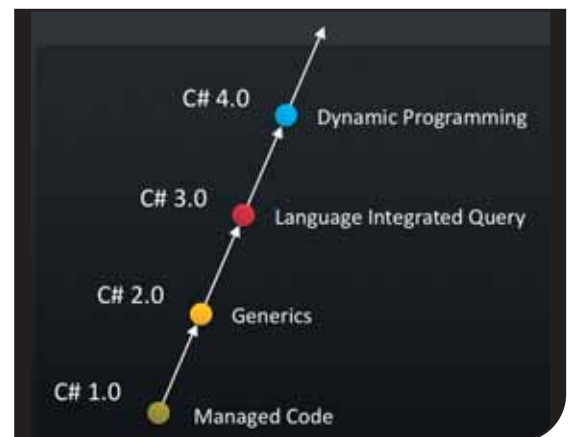 C# 4.0
Dynamic Programming
C# 3.0
Language Integrated Query
C# 2.0
Generics
C# 1.0
Managed Code